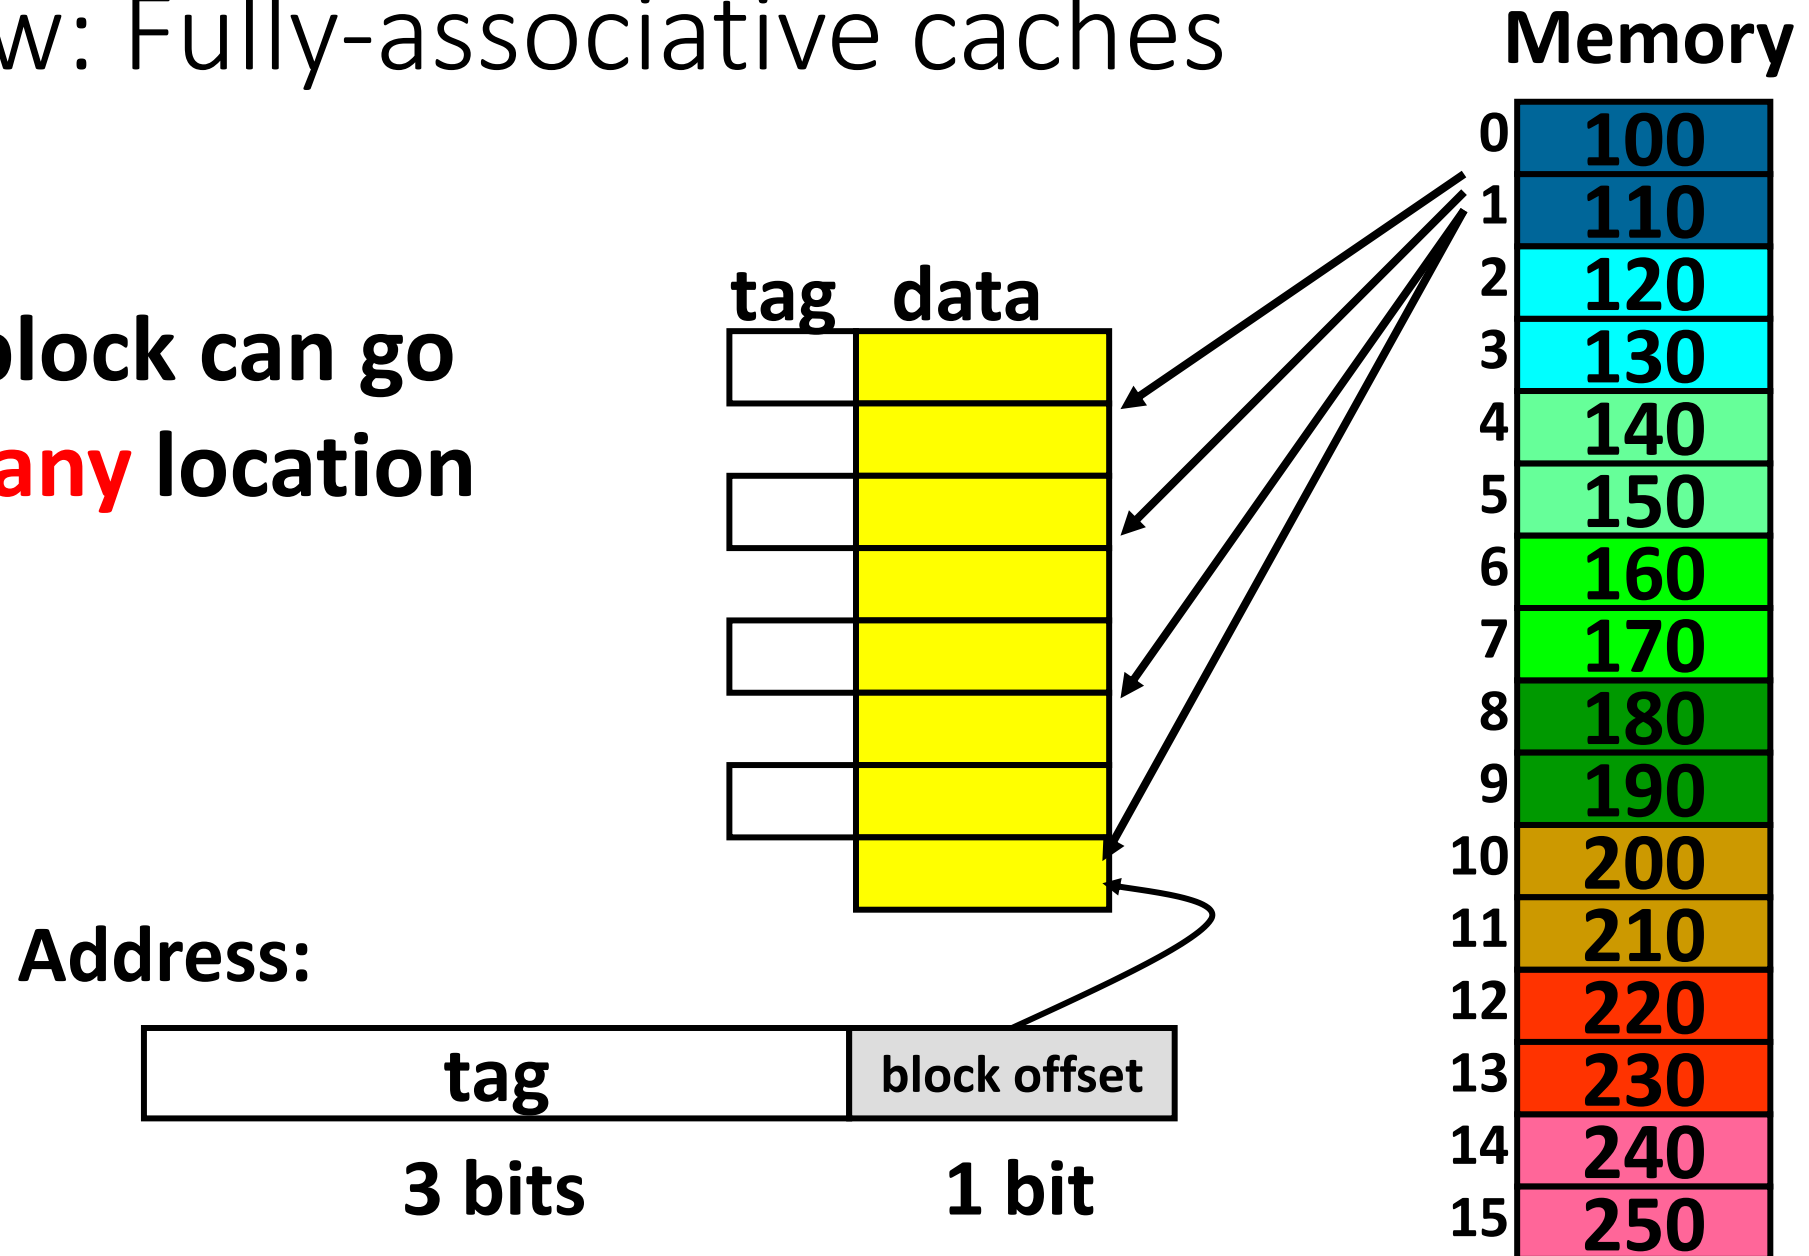 w: Fully-associative caches
block can go
any location
tag data
Address:
tag block offset
3 bits 1 bit
Memory
0 100
1 110
2 120
3 130
4 140
5 150
6 160
7 170
8 180
9 190
10 200
11 210
12 220
13 230
14 240
15 250